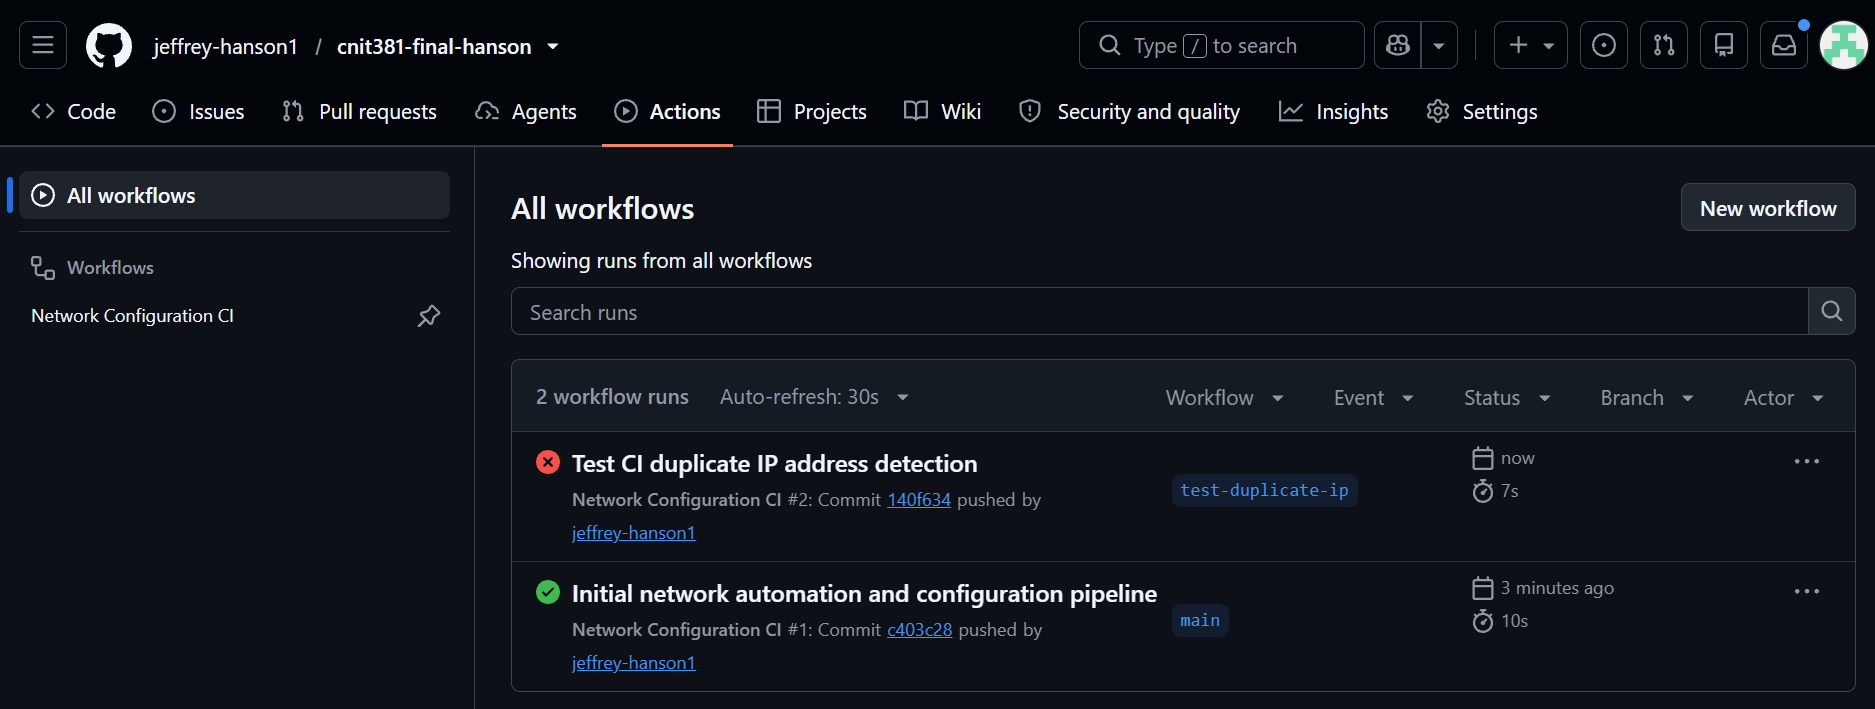 jeffrey-hanson1 / cnit381-final-hanson
Type / to search
Code Issues Pull requests Agents Actions Projects Wiki Security and quality Insights Settings
All workflows
Workflows
Network Configuration CI
All workflows
New workflow
Showing runs from all workflows
Search runs
2 workflow runs Auto-refresh: 30s Workflow Event Status Branch Actor
Test CI duplicate IP address detection
Network Configuration CI #2: Commit 140f634 pushed by
jeffrey-hanson1
test-duplicate-ip
now
7s
Initial network automation and configuration pipeline
Network Configuration CI #1: Commit c403c28 pushed by
jeffrey-hanson1
main
3 minutes ago
10s